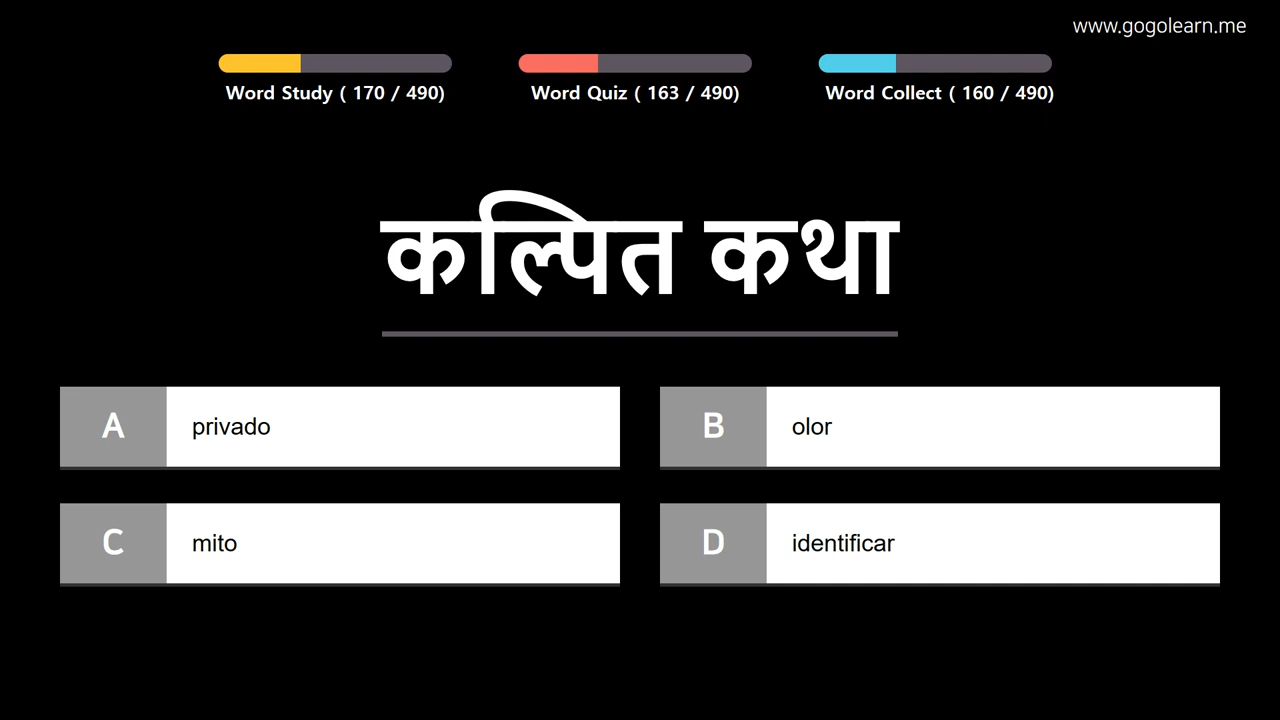 www.gogolearn.me
Word Study ( 170 / 490)
Word Quiz ( 163 / 490)
Word Collect ( 160 / 490)
कल्पित कथा
A privado
B olor
C mito
D identificar